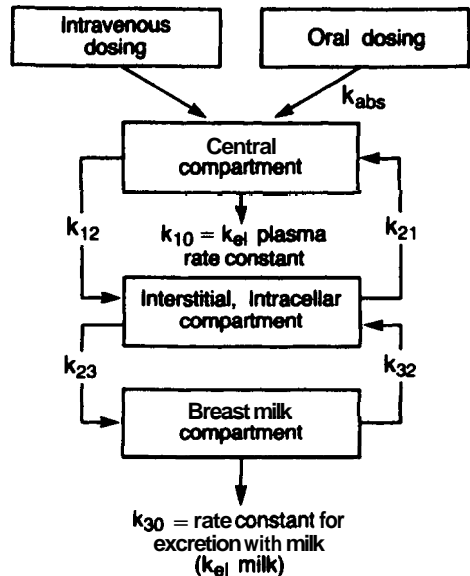 Intravenous
dosing
Oral dosing
kabs
Central
compartment
k12
k10 = kel plasma
rate constant
k21
Interstitial, Intracellar
compartment
k23
k32
Breast milk
compartment
k30 = rate constant for
excretion with milk
(kel milk)